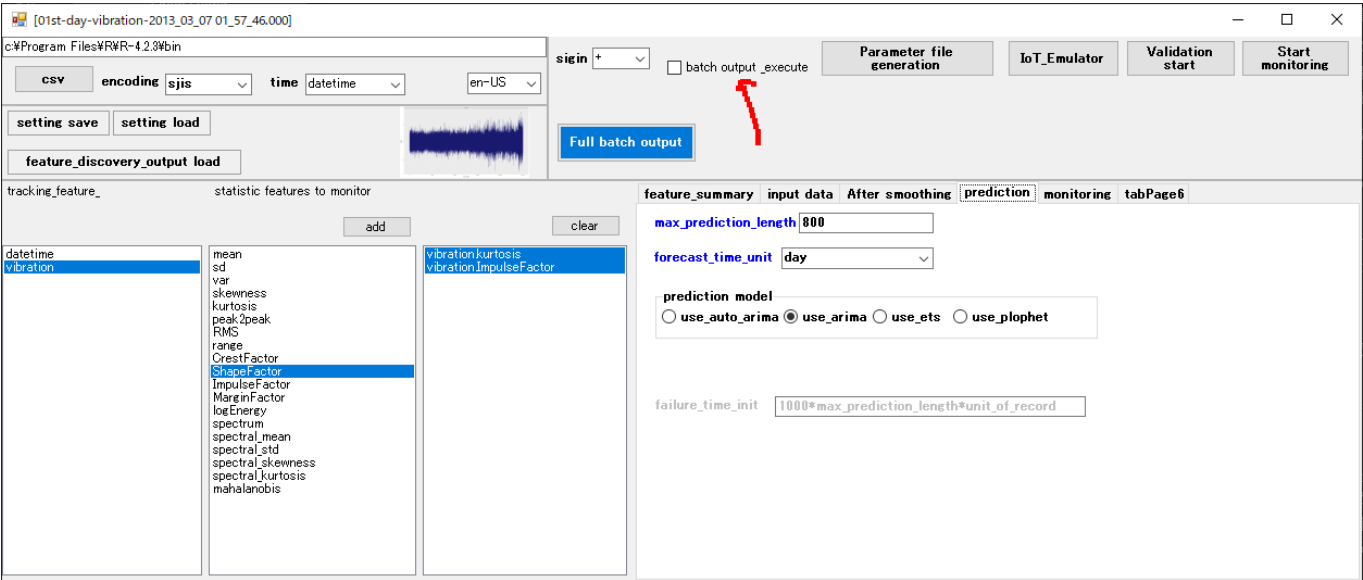 [01st-day-vibration-2013_03_07 01_57_46.000]
c:¥Program Files¥R¥R-4.2.3¥bin
csv
encoding
sjis
time
datetime
en-US
sigin
+
batch output _execute
Parameter file
generation
IoT_Emulator
Validation
start
Start
monitoring
setting save
setting load
feature_discovery_output load
Full batch output
tracking_feature_
statistic features to monitor
add
clear
datetime
vibration
mean
sd
var
skewness
kurtosis
peak2peak
RMS
range
CrestFactor
ShapeFactor
ImpulseFactor
MarginFactor
logEnergy
spectrum
spectral_mean
spectral_std
spectral_skewness
spectral_kurtosis
mahalanobis
vibration.kurtosis
vibration.ImpulseFactor
feature_summary
input data
After smoothing
prediction
monitoring
tabPage6
max_prediction_length
800
forecast_time_unit
day
prediction model
use_auto_arima
use_arima
use_ets
use_plophet
failure_time_init
1000*max_prediction_length*unit_of_record